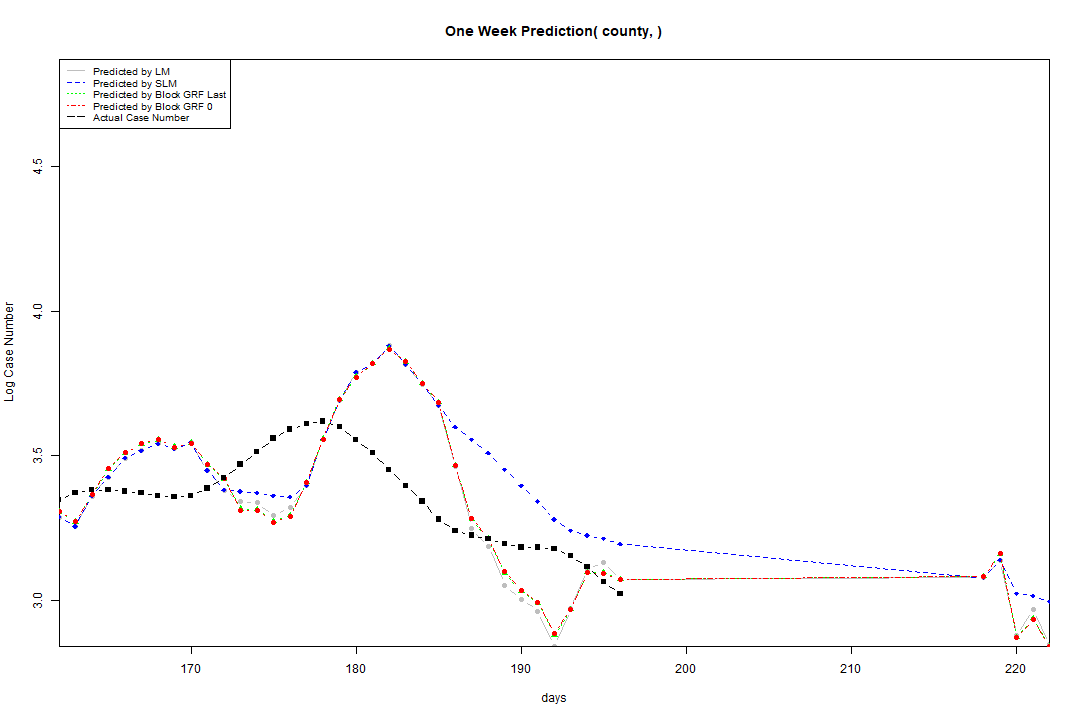 One Week Prediction( county, )
Predicted by LM
Predicted by SLM
Predicted by Block GRF Last
Predicted by Block GRF 0
Actual Case Number
Log Case Number
4.5
4.0
3.5
3.0
170 180 190 200 210 220
days